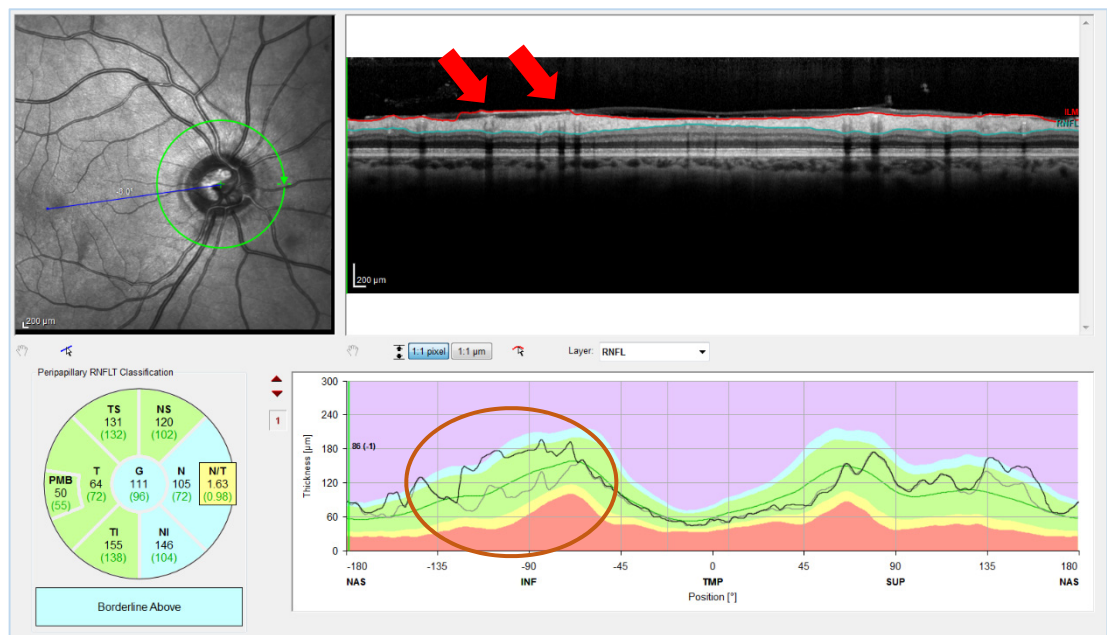 -8.0°
200 µm
ILM
RNFL
200 µm
1:1 pixel 1:1 µm Layer: RNFL
Peripapillary RNFLT Classification
TS
131
(132)
NS
120
(102)
T
64
(72)
G
111
(96)
N
105
(72)
N/T
1.63
(0.98)
PMB
50
(55)
TI
155
(138)
NI
146
(104)
Borderline Above
1
Thickness [µm]
300
240
180
120
60
0
86 (-1)
-180 -135 -90 -45 0 45 90 135 180
NAS INF TMP SUP NAS
Position [°]